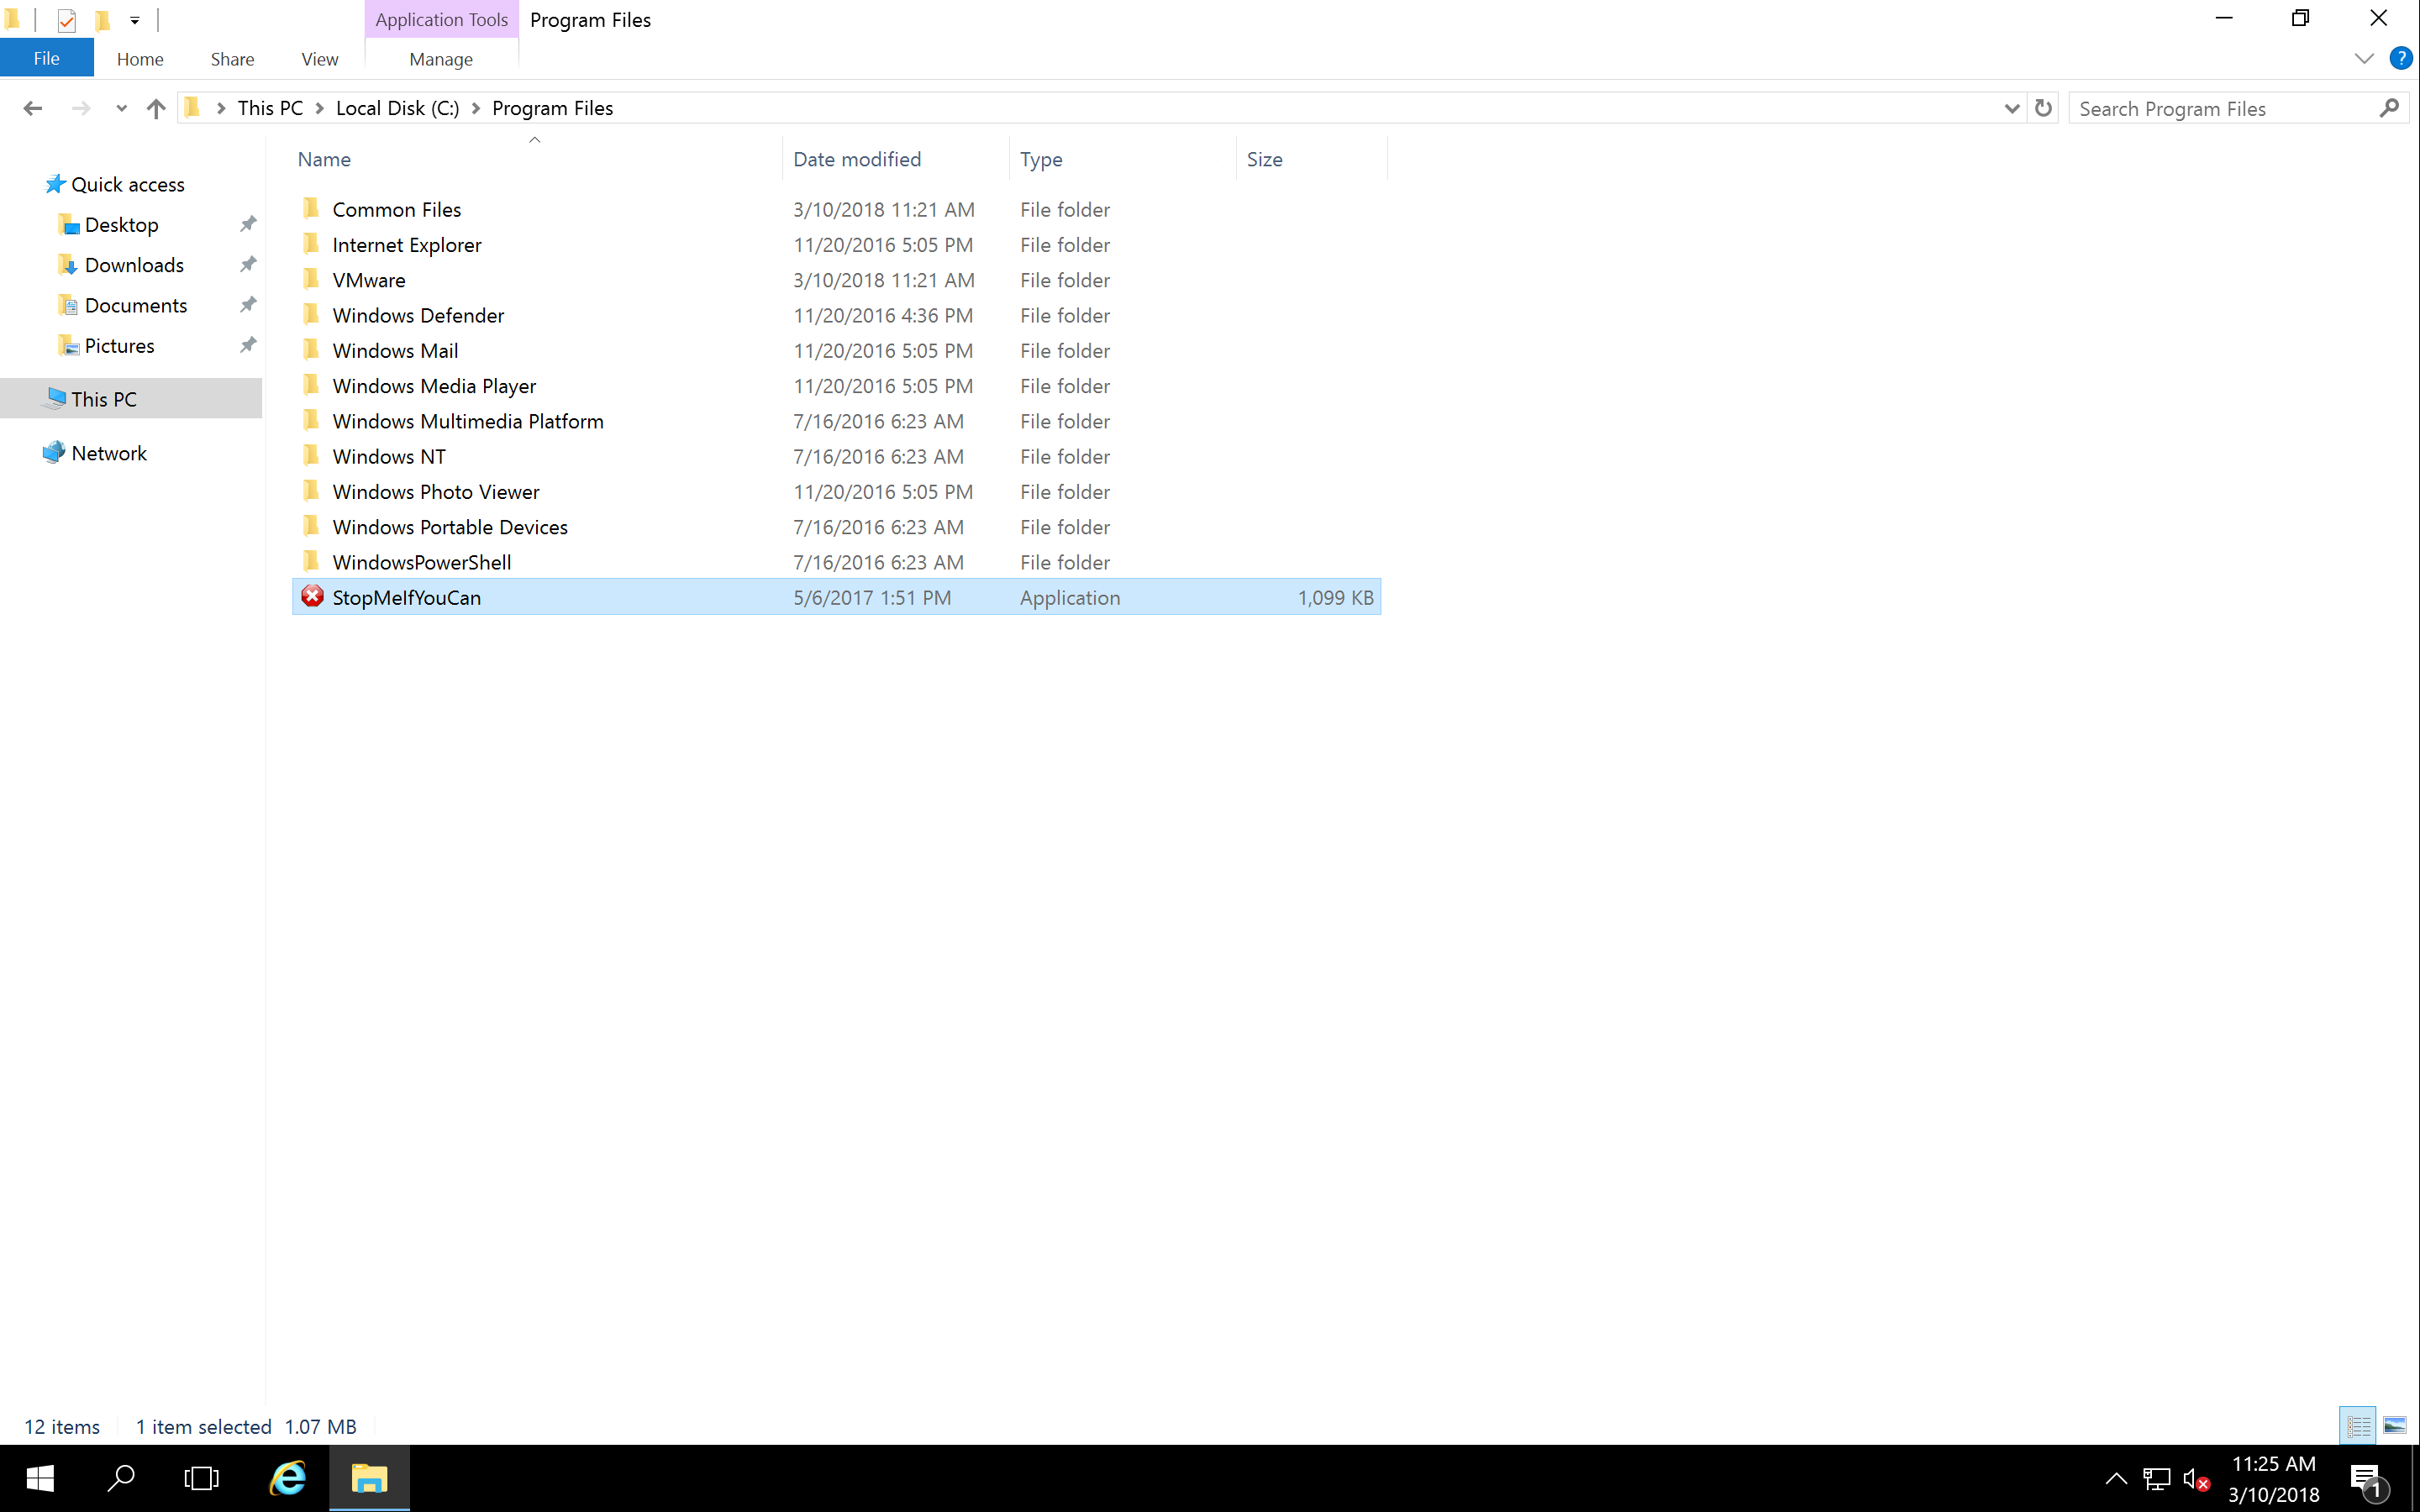 Application Tools Program Files
File Home Share View Manage ?
This PC Local Disk (C:) Program Files Search Program Files
Name Date modified Type Size
Quick access
Desktop
Downloads
Documents
Pictures
This PC
Network
Common Files 3/10/2018 11:21 AM File folder
Internet Explorer 11/20/2016 5:05 PM File folder
VMware 3/10/2018 11:21 AM File folder
Windows Defender 11/20/2016 4:36 PM File folder
Windows Mail 11/20/2016 5:05 PM File folder
Windows Media Player 11/20/2016 5:05 PM File folder
Windows Multimedia Platform 7/16/2016 6:23 AM File folder
Windows NT 7/16/2016 6:23 AM File folder
Windows Photo Viewer 11/20/2016 5:05 PM File folder
Windows Portable Devices 7/16/2016 6:23 AM File folder
WindowsPowerShell 7/16/2016 6:23 AM File folder
StopMeIfYouCan 5/6/2017 1:51 PM Application 1,099 KB
12 items 1 item selected 1.07 MB
11:25 AM
3/10/2018
1